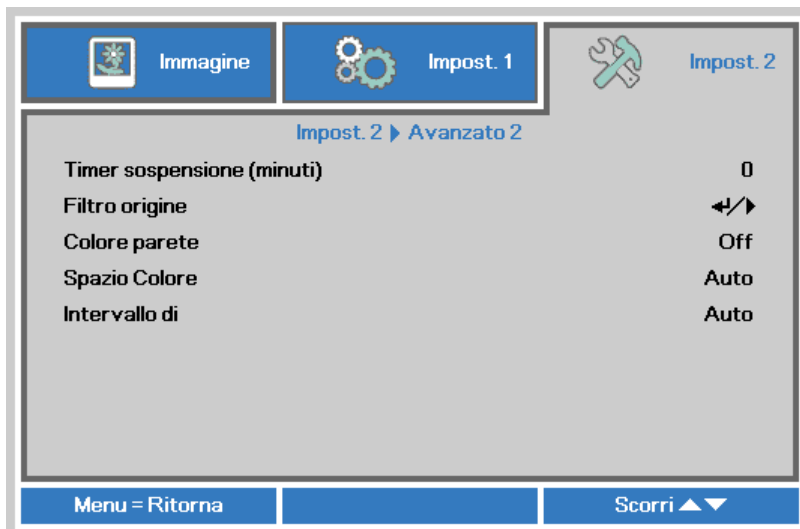 Immagine
Impost. 1
Impost. 2
Impost. 2 ▶ Avanzato 2
Timer sospensione (minuti) 0
Filtro origine ↵/▶
Colore parete Off
Spazio Colore Auto
Intervallo di Auto
Menu = Ritorna
Scorri ▲▼